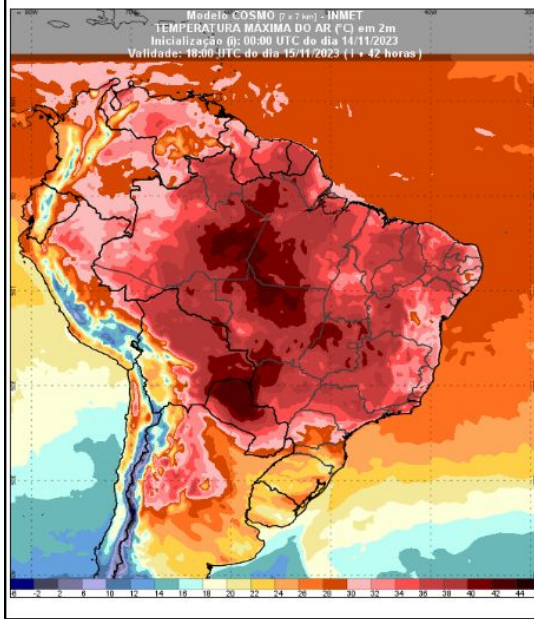 Modelo COSMO [7 x 7 km] - INMET
TEMPERATURA MAXIMA DO AR (°C) em 2m
Inicialização (i): 00:00 UTC do dia 14/11/2023
Validade: 18:00 UTC do dia 15/11/2023 ( i + 42 horas )
-6 -2 2 6 10 12 14 16 18 20 22 24 26 28 30 32 34 36 38 40 42 44